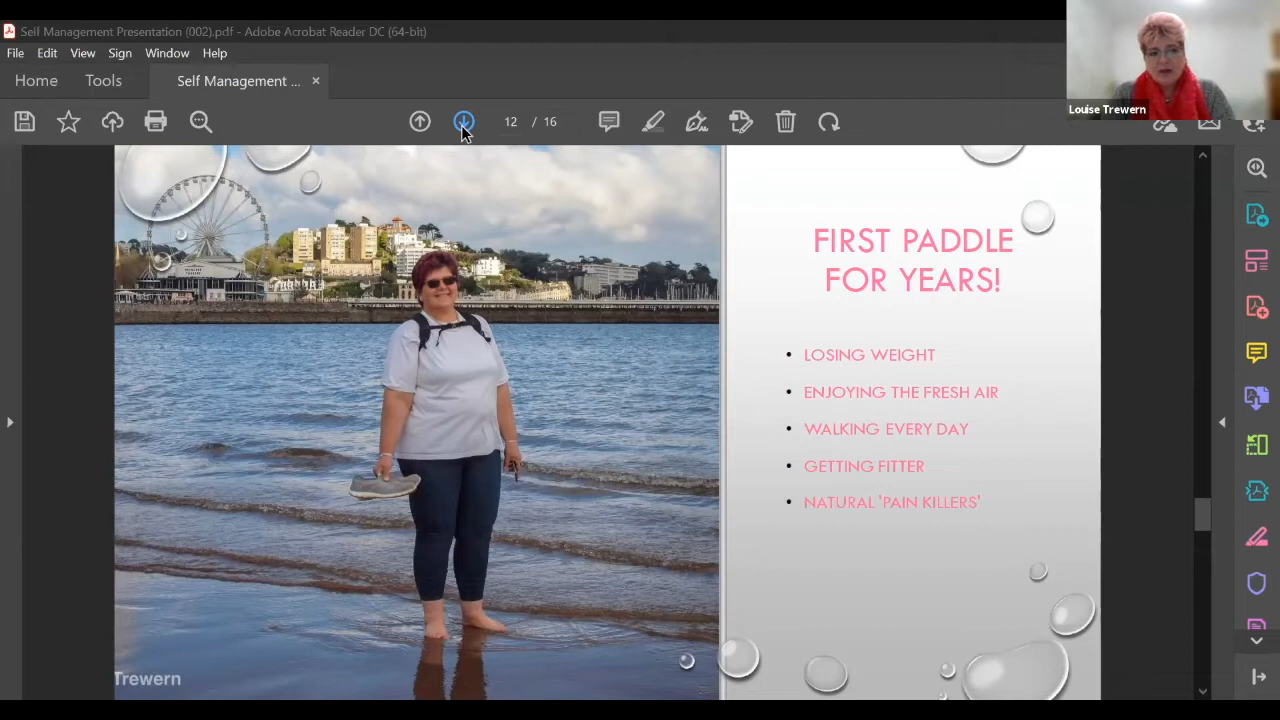 Self Management Presentation (002).pdf - Adobe Acrobat Reader DC (64-bit)
File Edit View Sign Window Help
Home Tools Self Management ... ×
Louise Trewern
12 / 16
FIRST PADDLE
FOR YEARS!
• LOSING WEIGHT
• ENJOYING THE FRESH AIR
• WALKING EVERY DAY
• GETTING FITTER
• NATURAL 'PAIN KILLERS'
Trewern